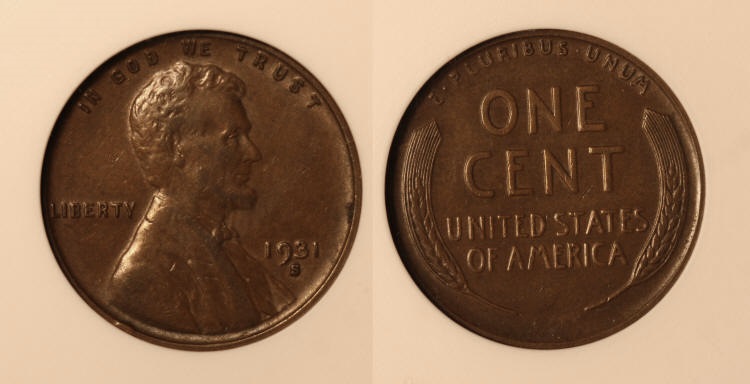 IN GOD WE TRUST
LIBERTY
1931
S
E·PLURIBUS·UNUM
ONE
CENT
UNITED STATES
OF AMERICA